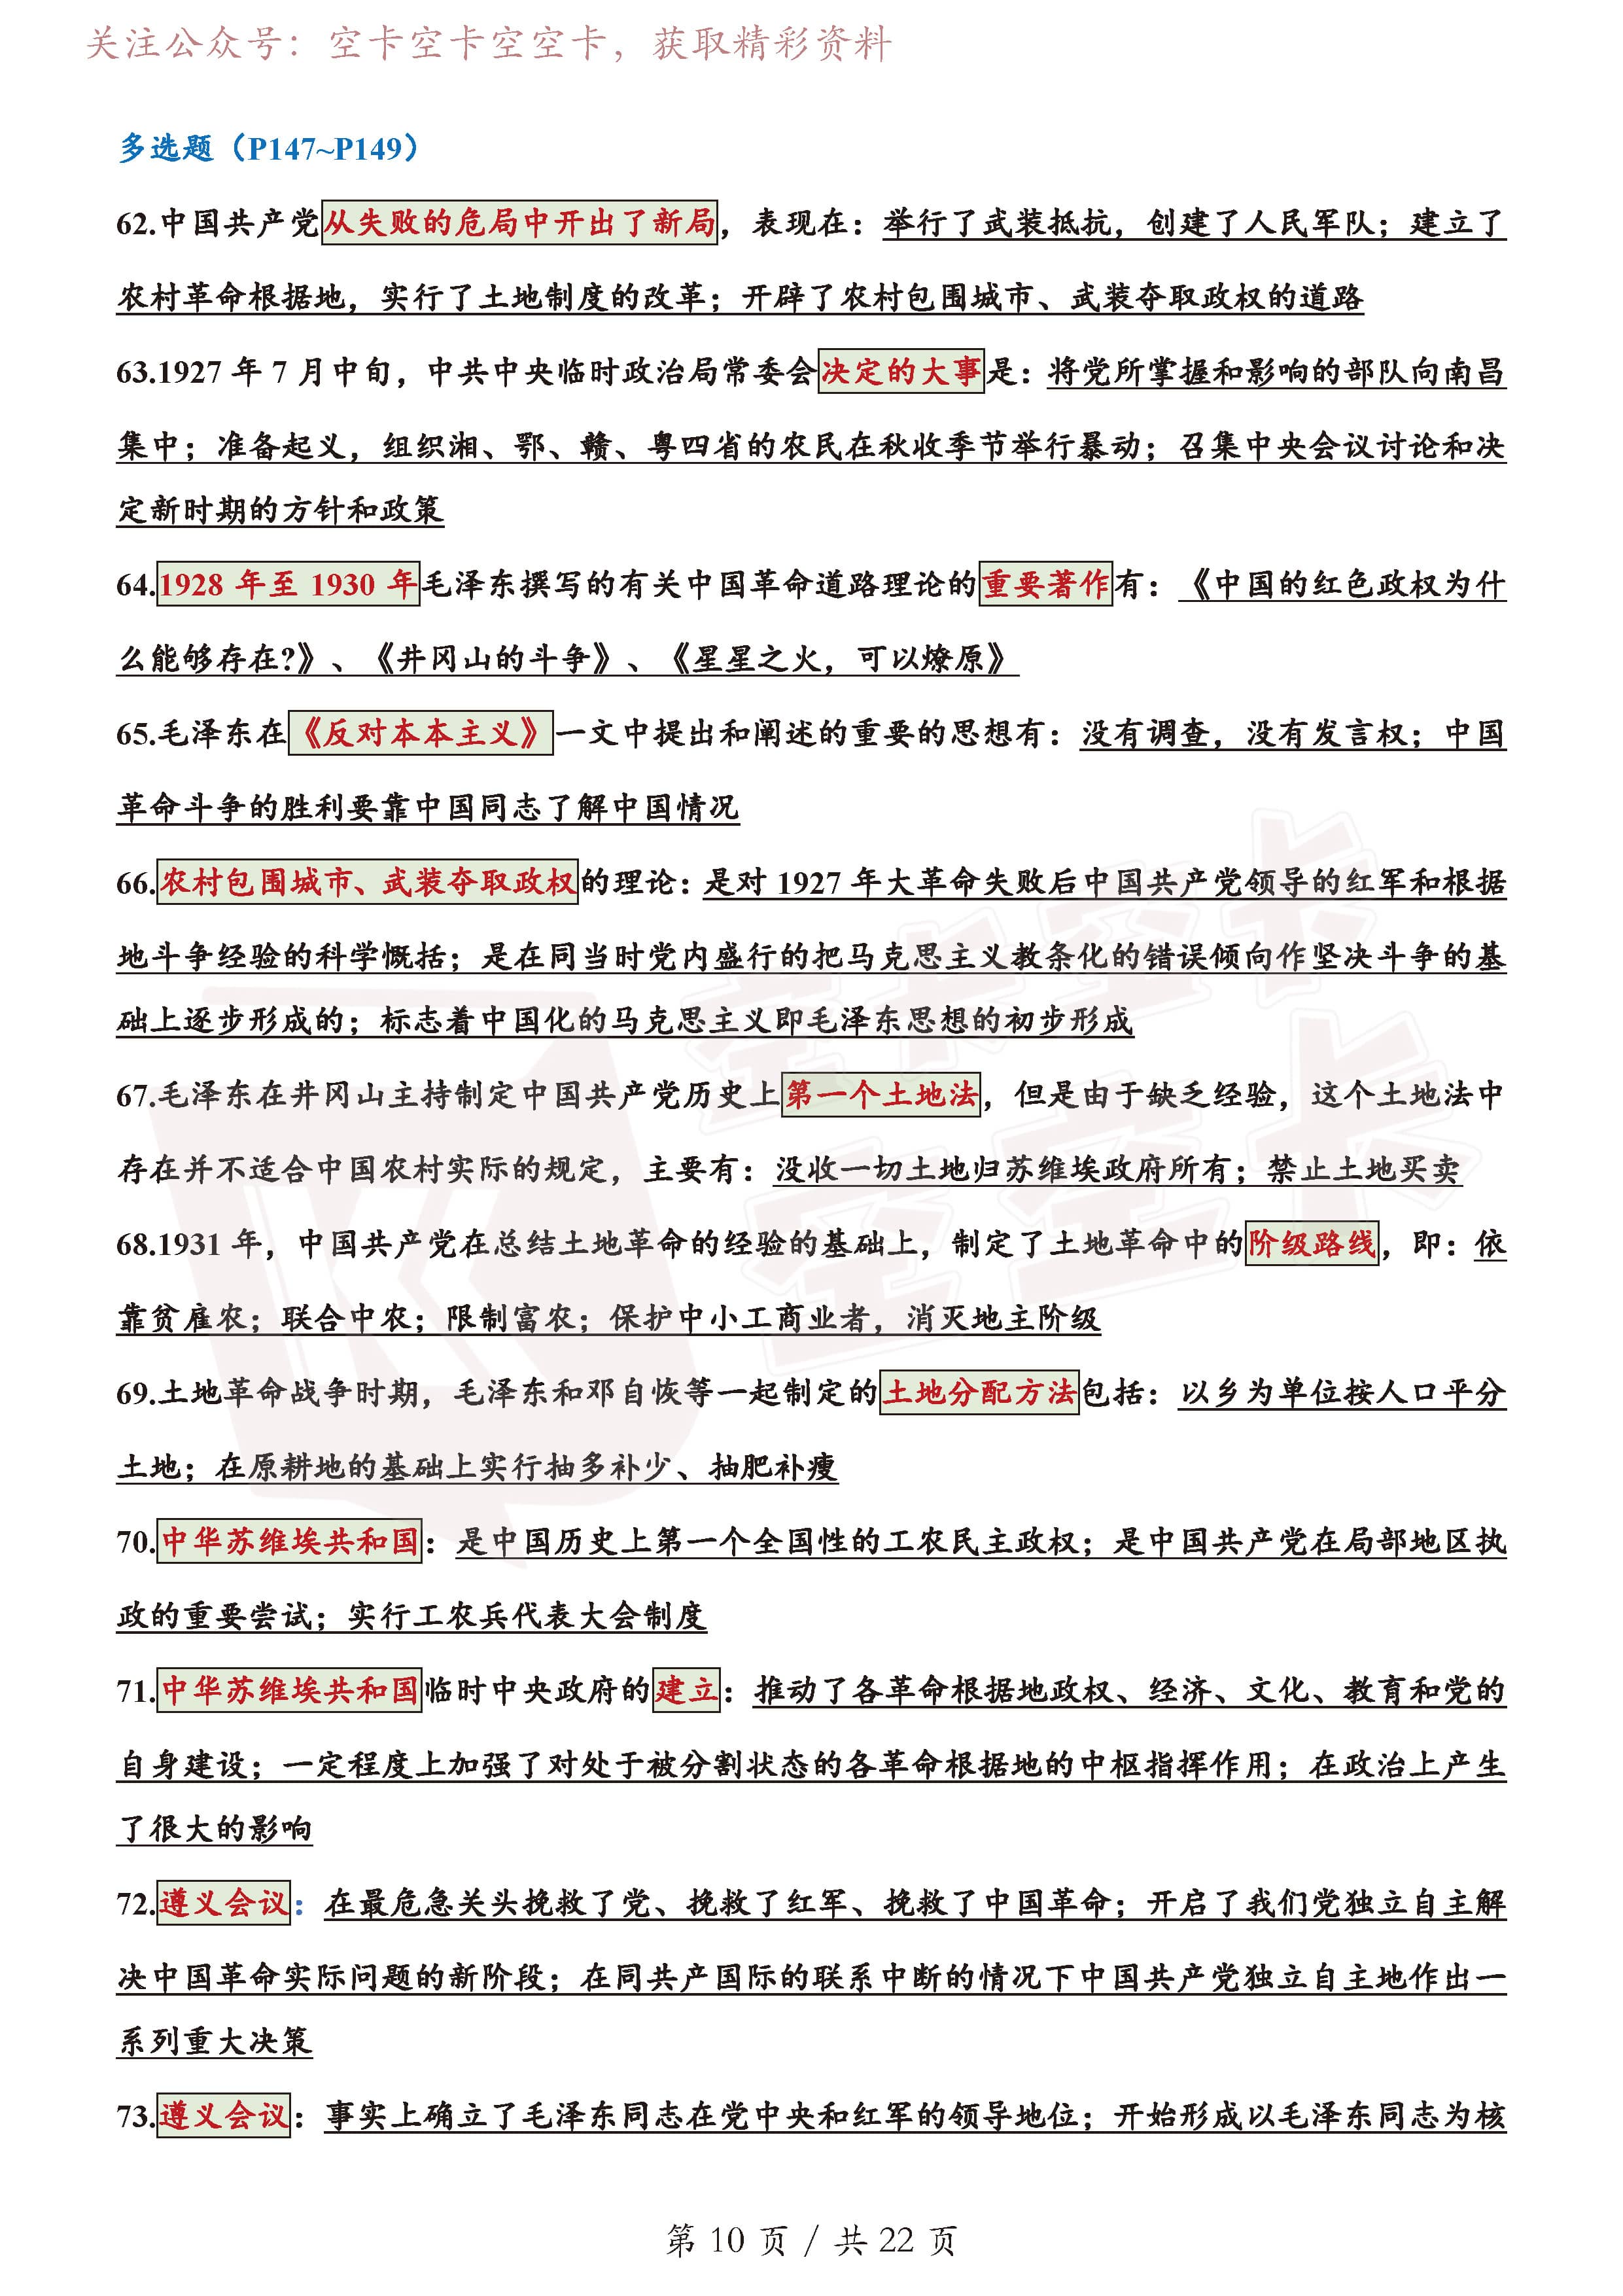 关注公众号：空卡空卡空空卡，获取精彩资料
多选题（P147~P149）
62.中国共产党从失败的危局中开出了新局，表现在：举行了武装抵抗，创建了人民军队；建立了
农村革命根据地，实行了土地制度的改革；开辟了农村包围城市、武装夺取政权的道路
63.1927 年 7 月中旬，中共中央临时政治局常委会决定的大事是：将党所掌握和影响的部队向南昌
集中；准备起义，组织湘、鄂、赣、粤四省的农民在秋收季节举行暴动；召集中央会议讨论和决
定新时期的方针和政策
64.1928 年至 1930 年毛泽东撰写的有关中国革命道路理论的重要著作有：《中国的红色政权为什
么能够存在?》、《井冈山的斗争》、《星星之火，可以燎原》
65.毛泽东在《反对本本主义》一文中提出和阐述的重要的思想有：没有调查，没有发言权；中国
革命斗争的胜利要靠中国同志了解中国情况
66.农村包围城市、武装夺取政权的理论：是对 1927 年大革命失败后中国共产党领导的红军和根据
地斗争经验的科学慨括；是在同当时党内盛行的把马克思主义教条化的错误倾向作坚决斗争的基
础上逐步形成的；标志着中国化的马克思主义即毛泽东思想的初步形成
67.毛泽东在井冈山主持制定中国共产党历史上第一个土地法，但是由于缺乏经验，这个土地法中
存在并不适合中国农村实际的规定，主要有：没收一切土地归苏维埃政府所有；禁止土地买卖
68.1931 年，中国共产党在总结土地革命的经验的基础上，制定了土地革命中的阶级路线，即：依
靠贫雇农；联合中农；限制富农；保护中小工商业者，消灭地主阶级
69.土地革命战争时期，毛泽东和邓自恢等一起制定的土地分配方法包括：以乡为单位按人口平分
土地；在原耕地的基础上实行抽多补少、抽肥补瘦
70.中华苏维埃共和国：是中国历史上第一个全国性的工农民主政权；是中国共产党在局部地区执
政的重要尝试；实行工农兵代表大会制度
71.中华苏维埃共和国临时中央政府的建立：推动了各革命根据地政权、经济、文化、教育和党的
自身建设；一定程度上加强了对处于被分割状态的各革命根据地的中枢指挥作用；在政治上产生
了很大的影响
72.遵义会议：在最危急关头挽救了党、挽救了红军、挽救了中国革命；开启了我们党独立自主解
决中国革命实际问题的新阶段；在同共产国际的联系中断的情况下中国共产党独立自主地作出一
系列重大决策
73.遵义会议：事实上确立了毛泽东同志在党中央和红军的领导地位；开始形成以毛泽东同志为核
空卡空卡
空空卡
第 10 页 / 共 22 页